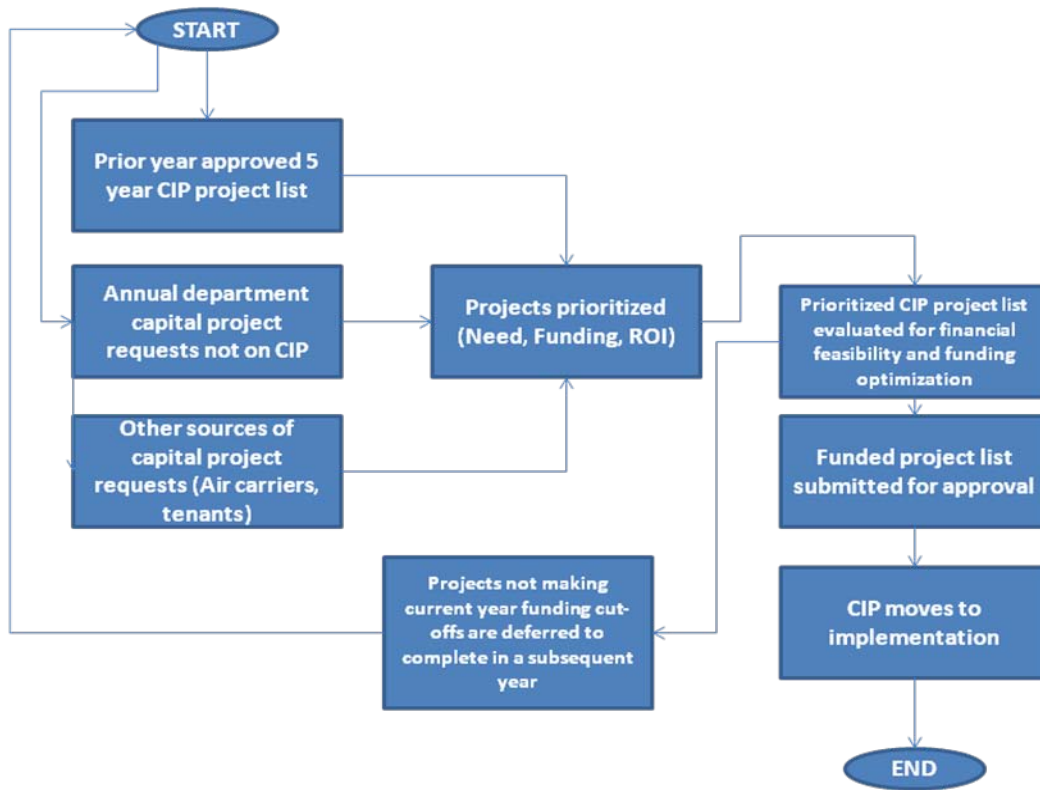 START
Prior year approved 5
year CIP project list
Annual department
capital project
requests not on CIP
Other sources of
capital project
requests (Air carriers,
tenants)
Projects prioritized
(Need, Funding, ROI)
Prioritized CIP project list
evaluated for financial
feasibility and funding
optimization
Funded project list
submitted for approval
Projects not making
current year funding cut-
offs are deferred to
complete in a subsequent
year
CIP moves to
implementation
END